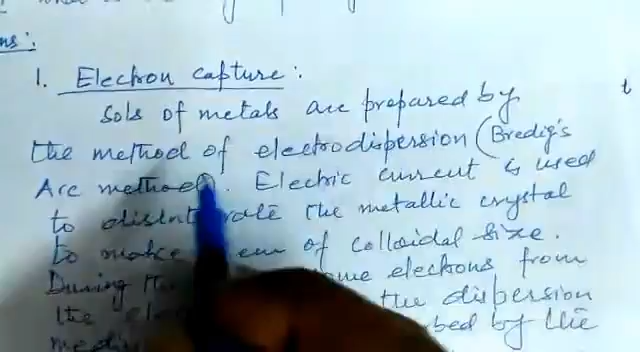 ns:
1. Electron capture:
Sols of metals are prepared by
the method of electrodispersion (Bredig's
Arc method). Electric current is used
to the metallic crystal
to make of colloidal size.
During electrons from
the the dispersion
by the